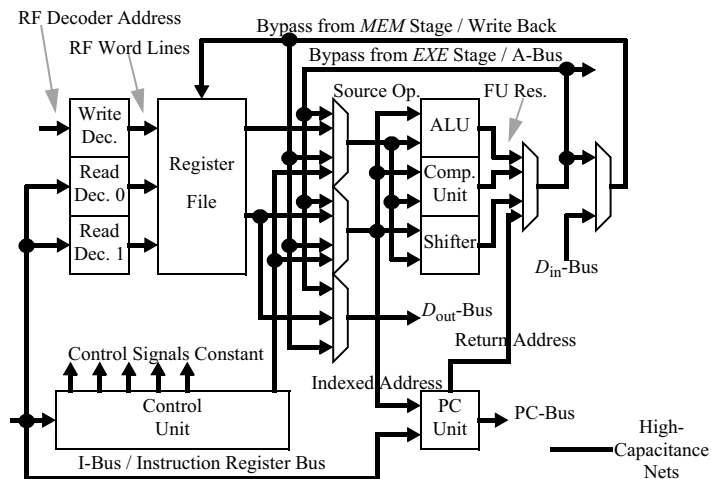 RF Decoder Address
Bypass from MEM Stage / Write Back
RF Word Lines
Bypass from EXE Stage / A-Bus
Source Op.
FU Res.
Write
Dec.
Read
Dec. 0
Read
Dec. 1
Register
File
ALU
Comp.
Unit
Shifter
Din-Bus
Dout-Bus
Return Address
Control Signals Constant
Indexed Address
Control
Unit
PC
Unit
PC-Bus
I-Bus / Instruction Register Bus
High-
Capacitance
Nets